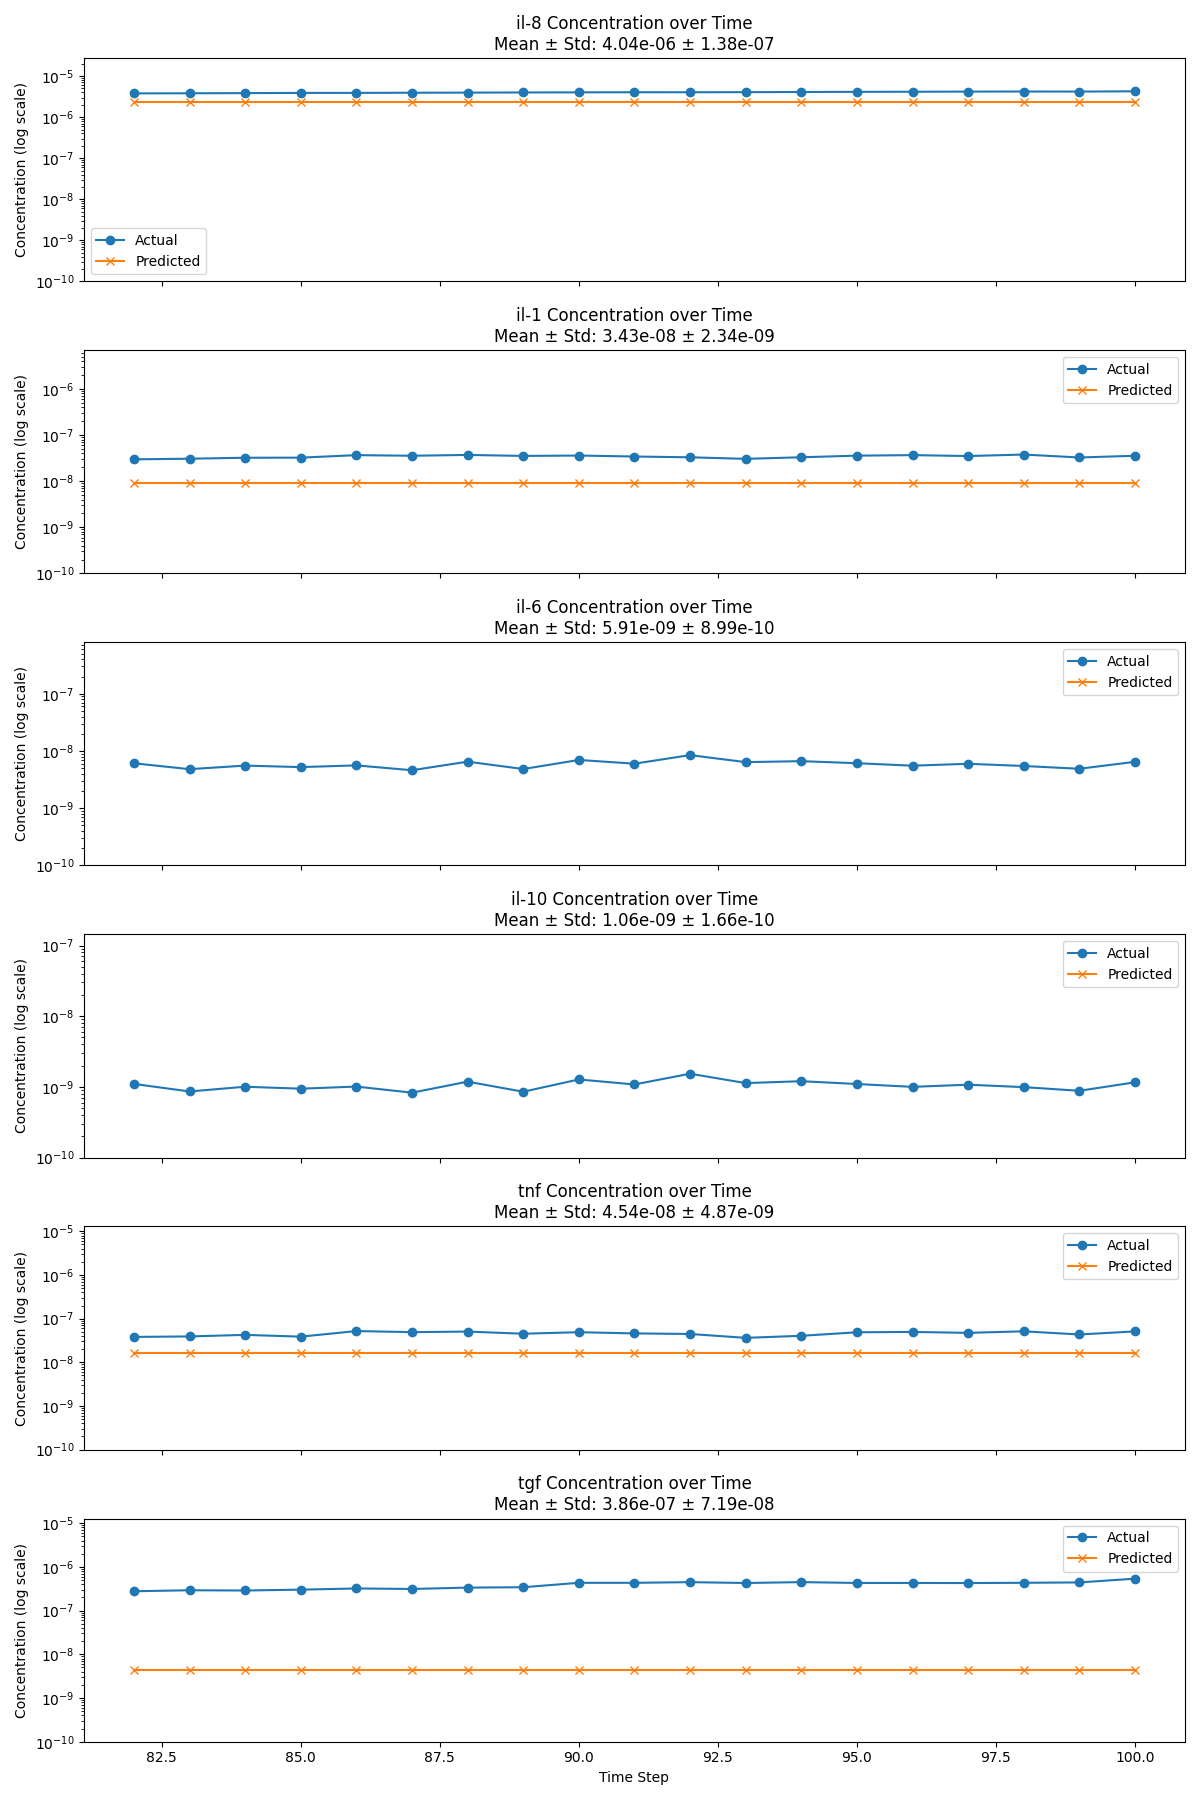 il-8 Concentration over Time
Mean ± Std: 4.04e-06 ± 1.38e-07
Concentration (log scale)
10⁻⁵
10⁻⁶
10⁻⁷
10⁻⁸
10⁻⁹
10⁻¹⁰
Actual
Predicted
il-1 Concentration over Time
Mean ± Std: 3.43e-08 ± 2.34e-09
Concentration (log scale)
10⁻⁶
10⁻⁷
10⁻⁸
10⁻⁹
10⁻¹⁰
Actual
Predicted
il-6 Concentration over Time
Mean ± Std: 5.91e-09 ± 8.99e-10
Concentration (log scale)
10⁻⁷
10⁻⁸
10⁻⁹
10⁻¹⁰
Actual
Predicted
il-10 Concentration over Time
Mean ± Std: 1.06e-09 ± 1.66e-10
Concentration (log scale)
10⁻⁷
10⁻⁸
10⁻⁹
10⁻¹⁰
Actual
Predicted
tnf Concentration over Time
Mean ± Std: 4.54e-08 ± 4.87e-09
Concentration (log scale)
10⁻⁵
10⁻⁶
10⁻⁷
10⁻⁸
10⁻⁹
10⁻¹⁰
Actual
Predicted
tgf Concentration over Time
Mean ± Std: 3.86e-07 ± 7.19e-08
Concentration (log scale)
10⁻⁵
10⁻⁶
10⁻⁷
10⁻⁸
10⁻⁹
10⁻¹⁰
Actual
Predicted
82.5 85.0 87.5 90.0 92.5 95.0 97.5 100.0
Time Step